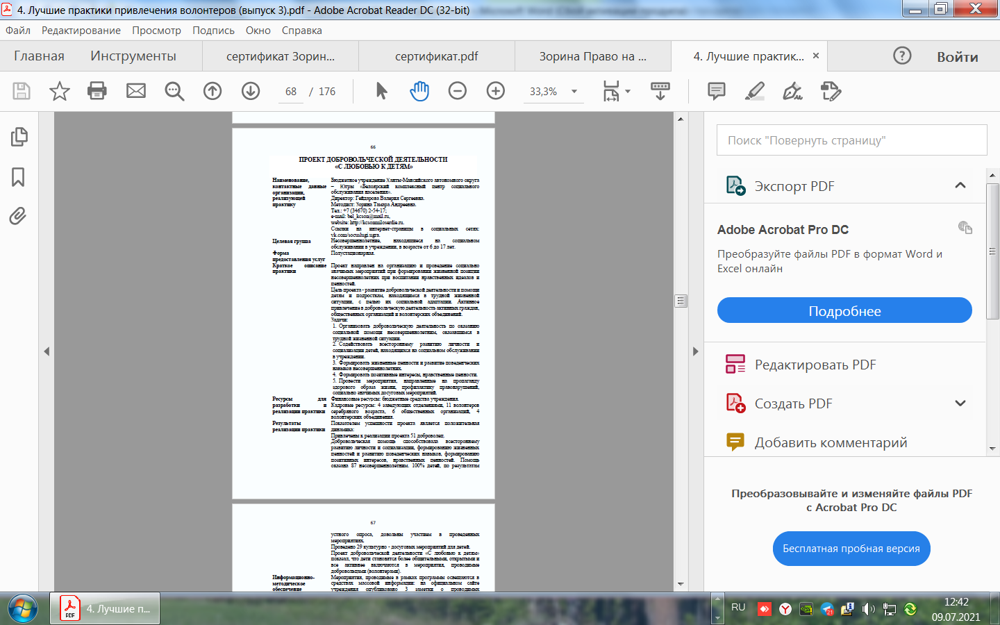 4. Лучшие практики привлечения волонтеров (выпуск 3).pdf - Adobe Acrobat Reader DC (32-bit)
Файл Редактирование Просмотр Подпись Окно Справка
Главная Инструменты сертификат Зорин... сертификат.pdf Зорина Право на ... 4. Лучшие практик... × Войти
68 / 176 33,3%
66
ПРОЕКТ ДОБРОВОЛЬЧЕСКОЙ ДЕЯТЕЛЬНОСТИ
«С ЛЮБОВЬЮ К ДЕТЯМ»
Наименование, контактные данные организации, реализующей практику
Бюджетное учреждение Ханты-Мансийского автономного округа
– Югры «Белоярский комплексный центр социального
обслуживания населения».
Директор: Гейдарова Валерия Сергеевна.
Методист: Зорина Тамара Андреевна.
Тел.: +7 (34670) 2-54-17;
e-mail: bel_kcson@mail.ru,
website: http://kcsonmiloserdie.ru.
Ссылки на интернет-страницы в социальных сетях:
vk.com/socuslugi.ugra.
Целевая группа
Несовершеннолетние, находящиеся на социальном
обслуживании в учреждении, в возрасте от 6 до 17 лет.
Форма предоставления услуг
Полустационарная.
Краткое описание практики
Проект направлен на организацию и проведение социально
значимых мероприятий при формировании жизненной позиции
несовершеннолетних при воспитании нравственных идеалов и
ценностей.
Цель проекта - развитие добровольческой деятельности и помощи
детям и подросткам, находящимся в трудной жизненной
ситуации, с целью их социальной адаптации. Активное
привлечение в добровольческую деятельность активных граждан,
общественных организаций и волонтерских объединений.
Задачи:
1. Организовать добровольческую деятельность по оказанию
социальной помощи несовершеннолетним, оказавшимся в
трудной жизненной ситуации.
2. Содействовать всестороннему развитию личности и
социализации детей, находящихся на социальном обслуживании
в учреждении.
3. Формировать жизненные ценности и развитие поведенческих
навыков несовершеннолетних.
4. Формировать позитивные интересы, нравственные ценности.
5. Провести мероприятия, направленные на пропаганду
здорового образа жизни, профилактику правонарушений,
социально значимых досуговых мероприятий.
Ресурсы для разработки и реализации практики
Финансовые ресурсы: бюджетные средства учреждения.
Кадровые ресурсы: 4 заведующих отделениями, 11 волонтеров
серебряного возраста, 6 общественных организаций, 4
волонтерских объединения.
Результаты реализации практики
Показателем успешности проекта является положительная
динамика:
Привлечены к реализации проекта 51 доброволец.
Добровольческая помощь способствовала всестороннему
развитию личности и социализации, формированию жизненных
ценностей и развитию поведенческих навыков, формированию
позитивных интересов, нравственных ценностей. Помощь
оказана 87 несовершеннолетним. 100% детей, по результатам
67
устного опроса, довольны участием в проведенных
мероприятиях.
Проведено 29 культурно - досуговых мероприятий для детей.
Проект добровольческой деятельности «С любовью к детям»
показал, что дети становятся более общительными, открытыми и
все активнее включаются в мероприятия, проводимые
добровольцами (волонтерами).
Информационно-методическое обеспечение
Мероприятия, проводимые в рамках программы освещаются в
средствах массовой информации: на официальном сайте
учреждения опубликовано 3 заметки о проводимых
Поиск "Повернуть страницу"
Экспорт PDF
Adobe Acrobat Pro DC
Преобразуйте файлы PDF в формат Word и
Excel онлайн
Подробнее
Редактировать PDF
Создать PDF
Добавить комментарий
Преобразовывайте и изменяйте файлы PDF
с Acrobat Pro DC
Бесплатная пробная версия
4. Лучшие п...
RU
21
12:42
09.07.2021